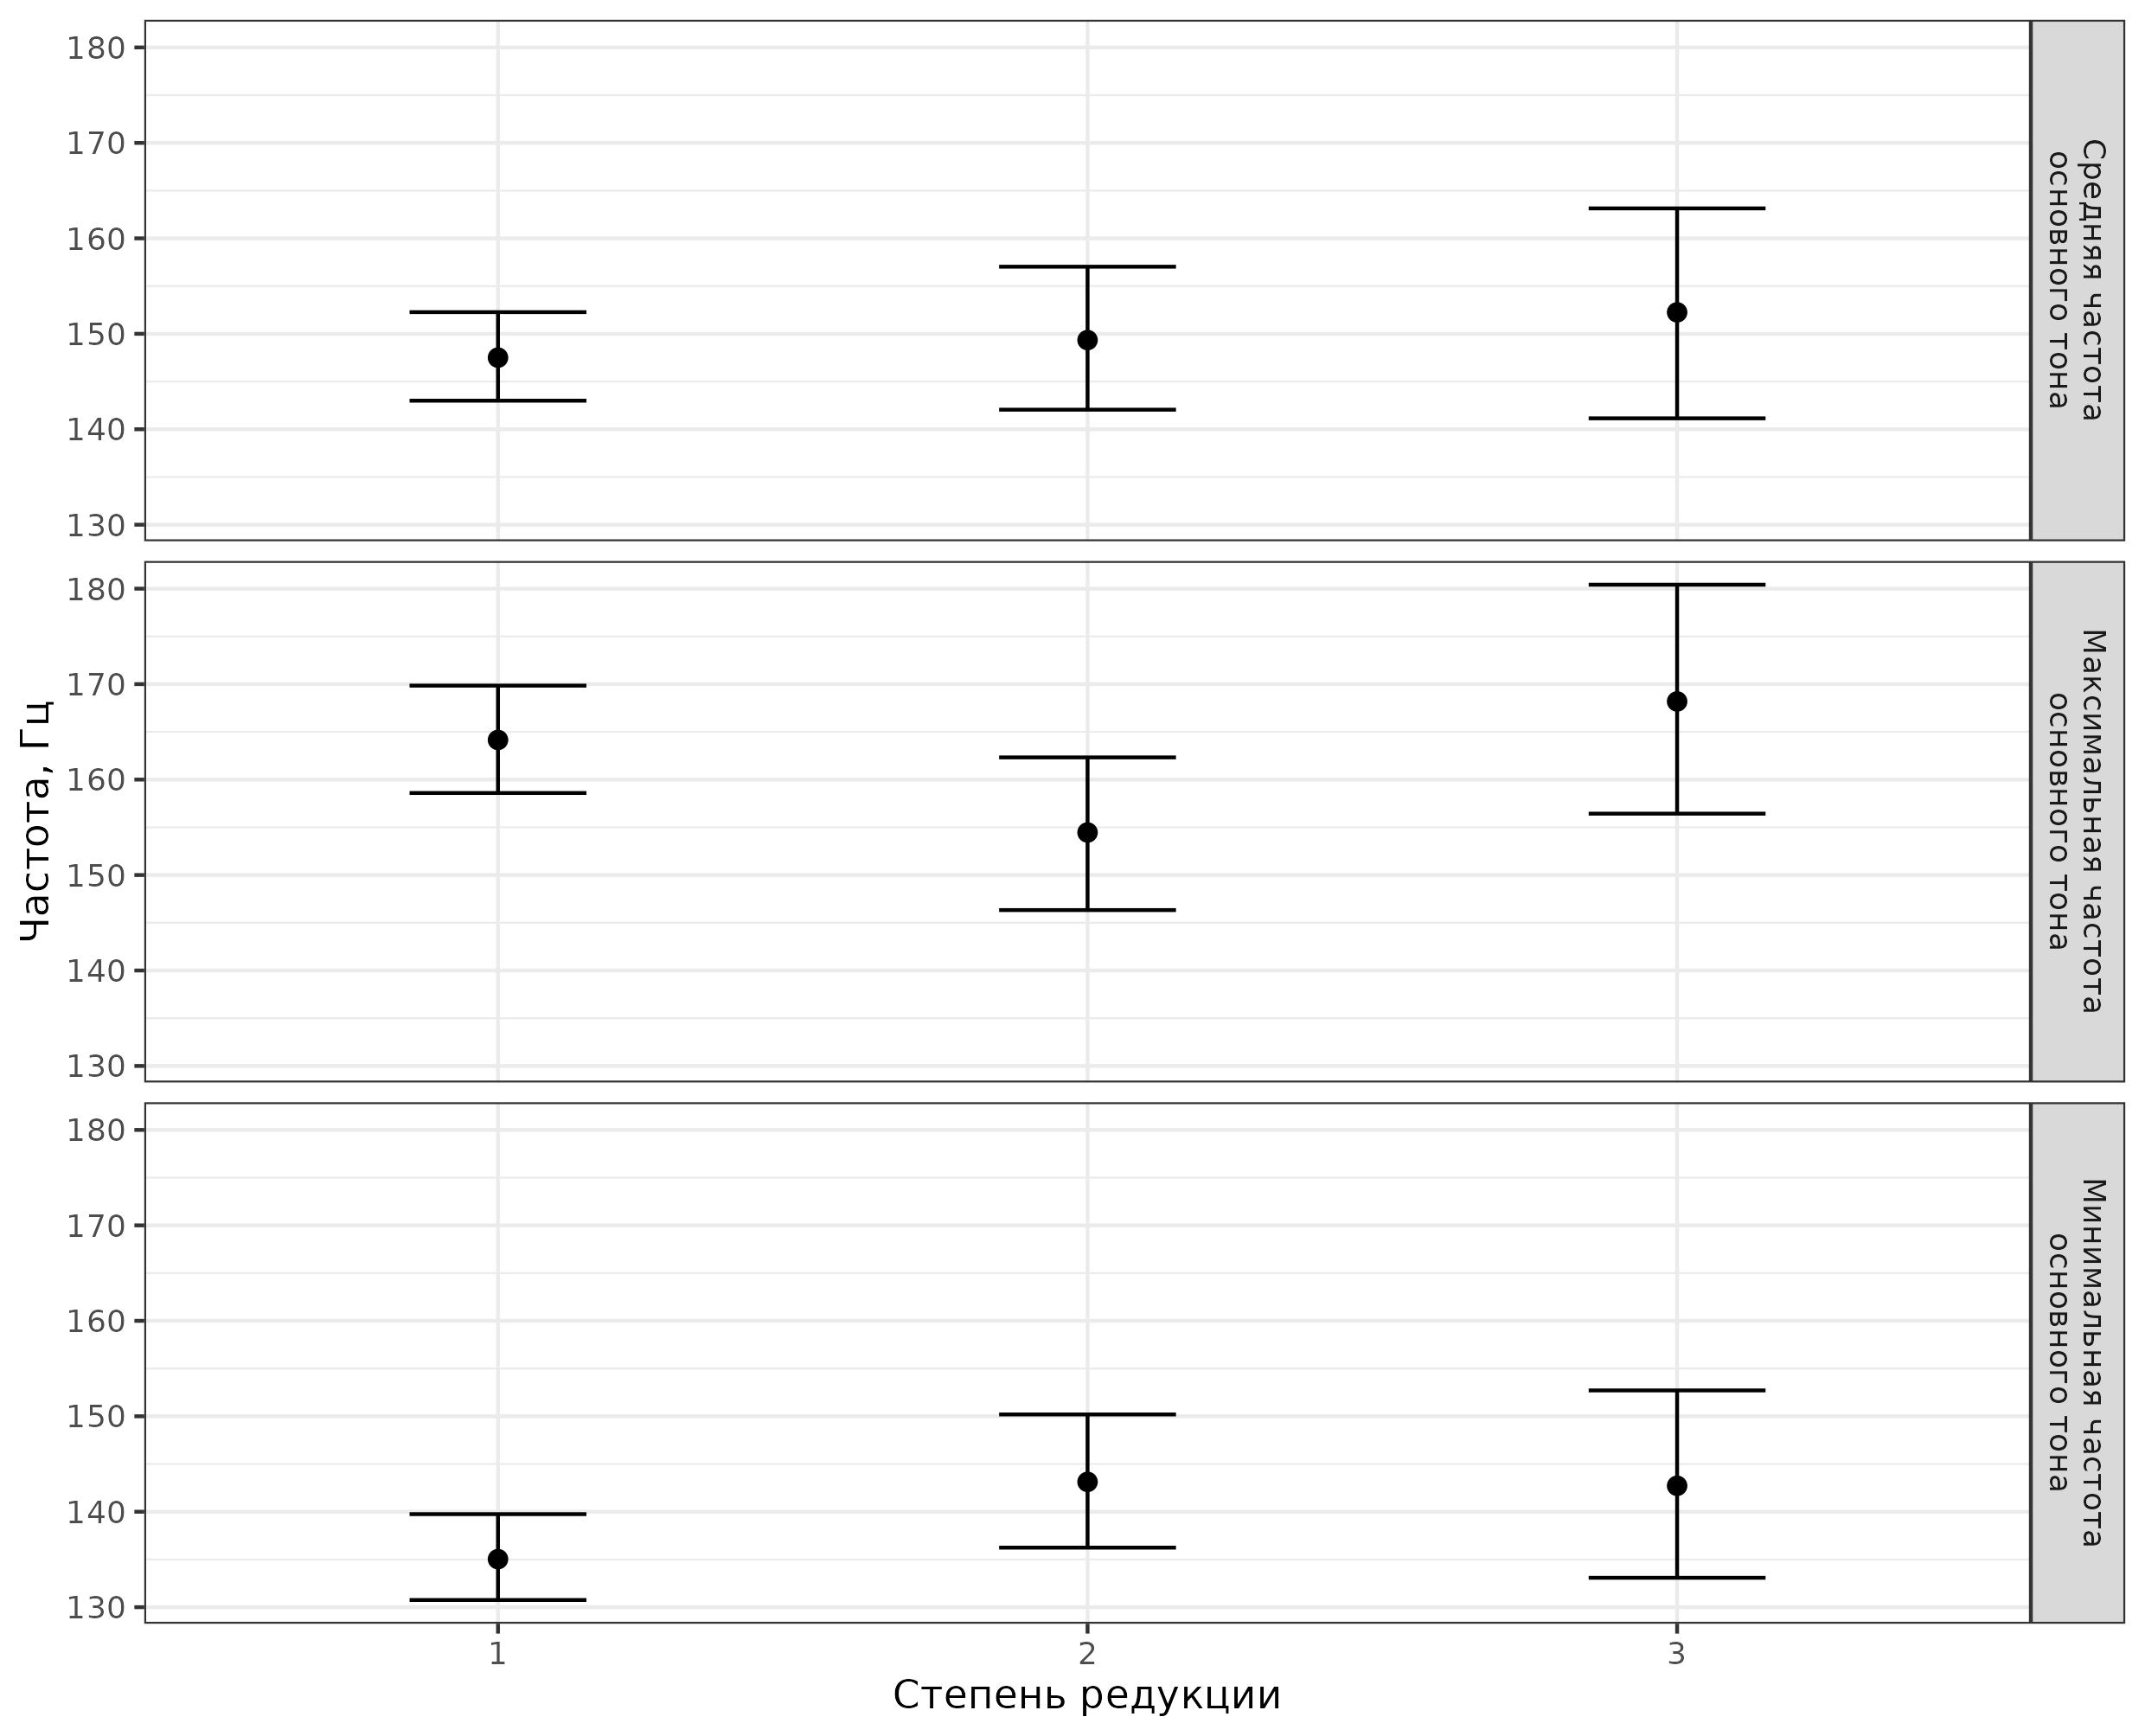 Частота, Гц
180
170
160
150
140
130
Средняя частота
основного тона
180
170
160
150
140
130
Максимальная частота
основного тона
180
170
160
150
140
130
Минимальная частота
основного тона
1 2 3
Степень редукции